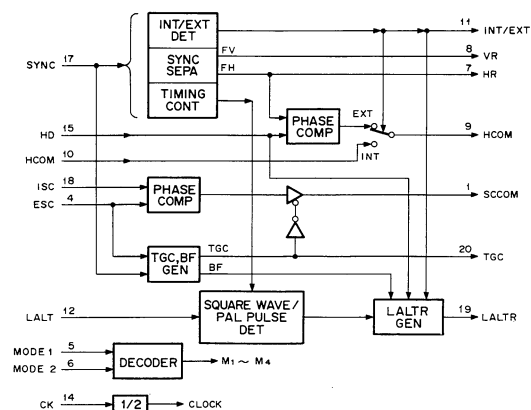 INT/EXT DET
11 INT/EXT
FV
8 VR
SYNC 17
SYNC SEPA
FH
7 HR
TIMING CONT
EXT
HD 15
PHASE COMP
9 HCOM
HCOM 10
INT
ISC 18
PHASE COMP
1 SCCOM
ESC 4
TGC, BF GEN
TGC
20 TGC
BF
LALT 12
SQUARE WAVE/ PAL PULSE DET
LALTR GEN
19 LALTR
MODE 1 5
DECODER
M1 ~ M4
MODE 2 6
CK 14
1/2
CLOCK